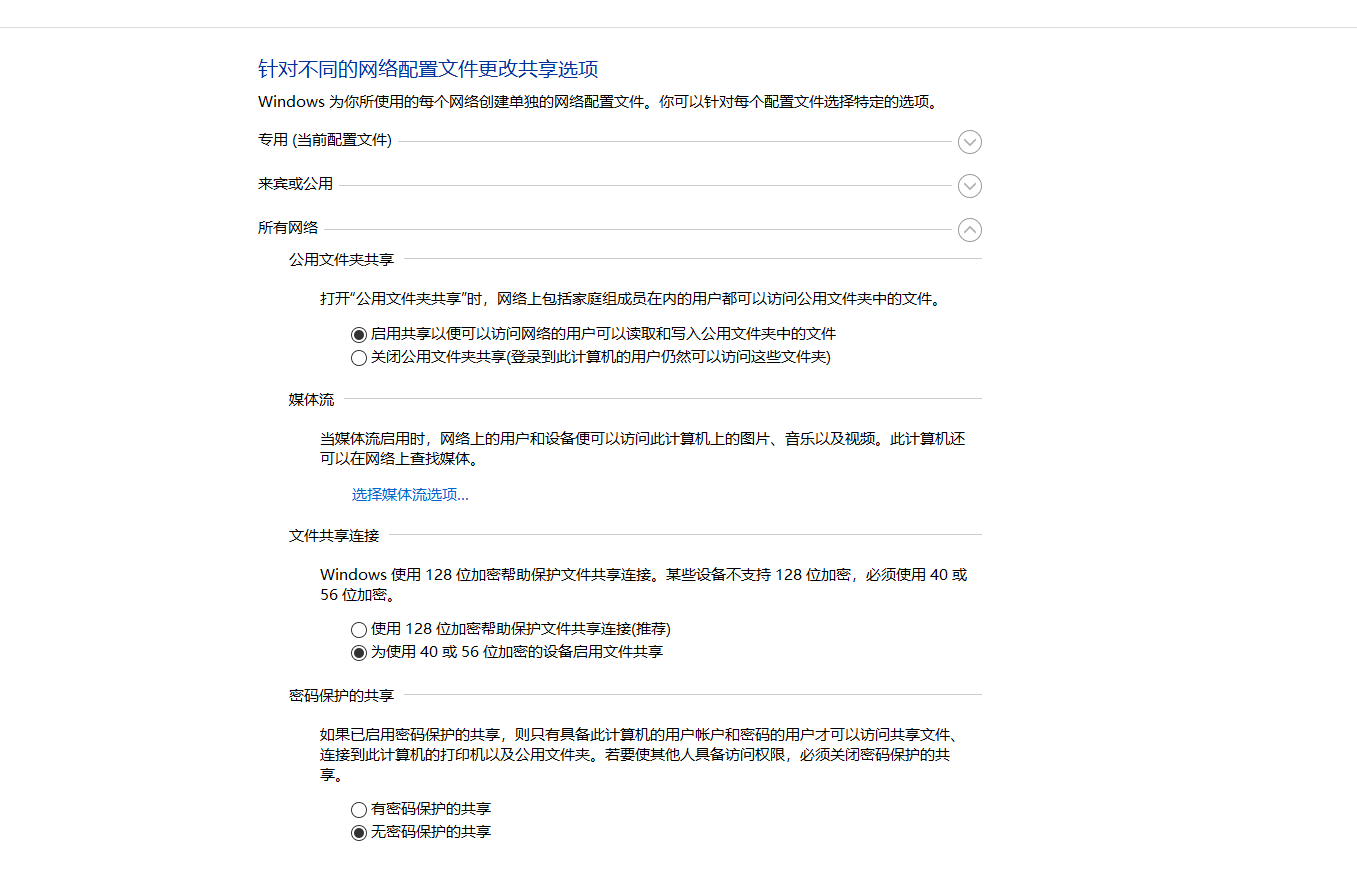 针对不同的网络配置文件更改共享选项
Windows 为你所使用的每个网络创建单独的网络配置文件。你可以针对每个配置文件选择特定的选项。
专用 (当前配置文件)
来宾或公用
所有网络
公用文件夹共享
打开“公用文件夹共享”时，网络上包括家庭组成员在内的用户都可以访问公用文件夹中的文件。
启用共享以便可以访问网络的用户可以读取和写入公用文件夹中的文件
关闭公用文件夹共享(登录到此计算机的用户仍然可以访问这些文件夹)
媒体流
当媒体流启用时，网络上的用户和设备便可以访问此计算机上的图片、音乐以及视频。此计算机还
可以在网络上查找媒体。
选择媒体流选项...
文件共享连接
Windows 使用 128 位加密帮助保护文件共享连接。某些设备不支持 128 位加密，必须使用 40 或
56 位加密。
使用 128 位加密帮助保护文件共享连接(推荐)
为使用 40 或 56 位加密的设备启用文件共享
密码保护的共享
如果已启用密码保护的共享，则只有具备此计算机的用户帐户和密码的用户才可以访问共享文件、
连接到此计算机的打印机以及公用文件夹。若要使其他人具备访问权限，必须关闭密码保护的共
享。
有密码保护的共享
无密码保护的共享